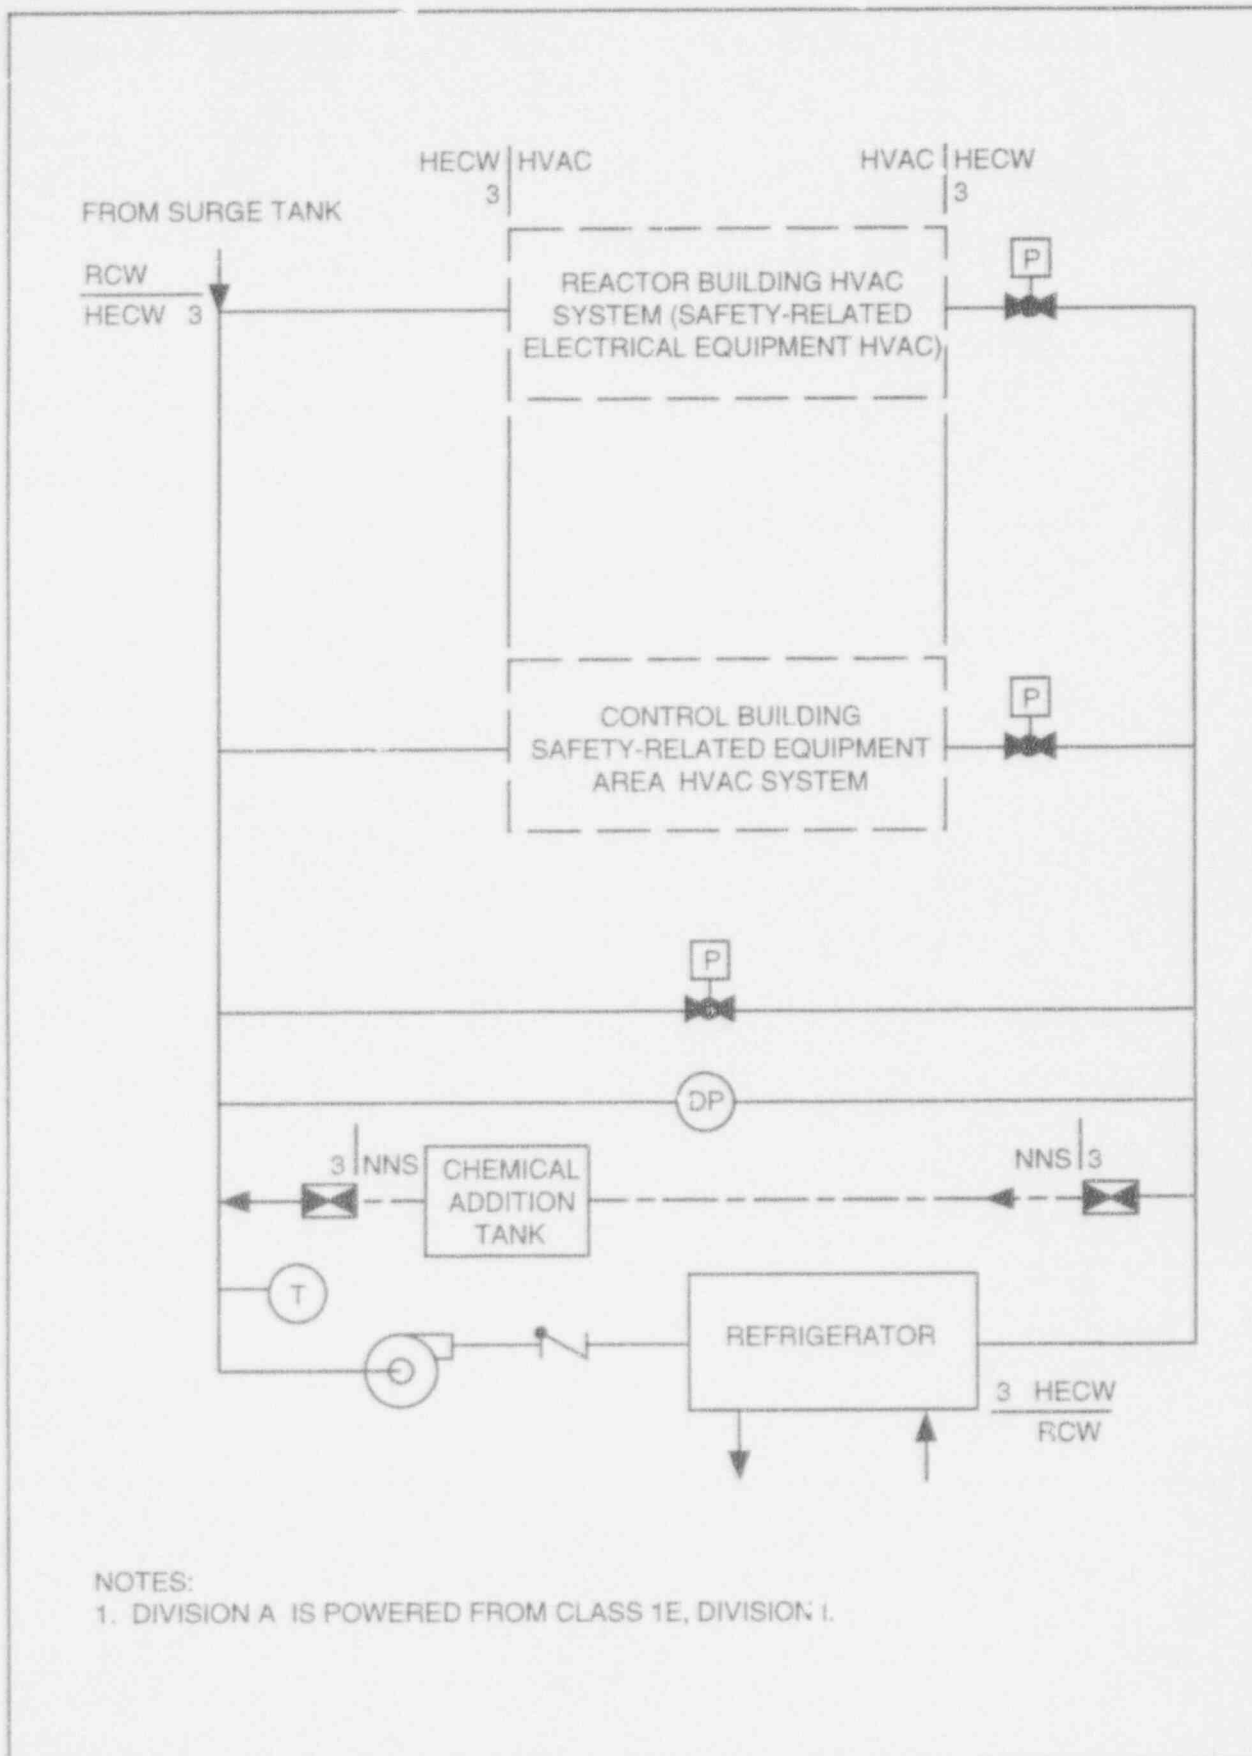 HECW HVAC
3
HVAC HECW
3
FROM SURGE TANK
RCW
HECW 3
REACTOR BUILDING HVAC
SYSTEM (SAFETY-RELATED
ELECTRICAL EQUIPMENT HVAC)
P
CONTROL BUILDING
SAFETY-RELATED EQUIPMENT
AREA HVAC SYSTEM
P
P
DP
3 NNS
CHEMICAL
ADDITION
TANK
NNS 3
T
REFRIGERATOR
3 HECW
RCW
NOTES:
1. DIVISION A IS POWERED FROM CLASS 1E, DIVISION I.